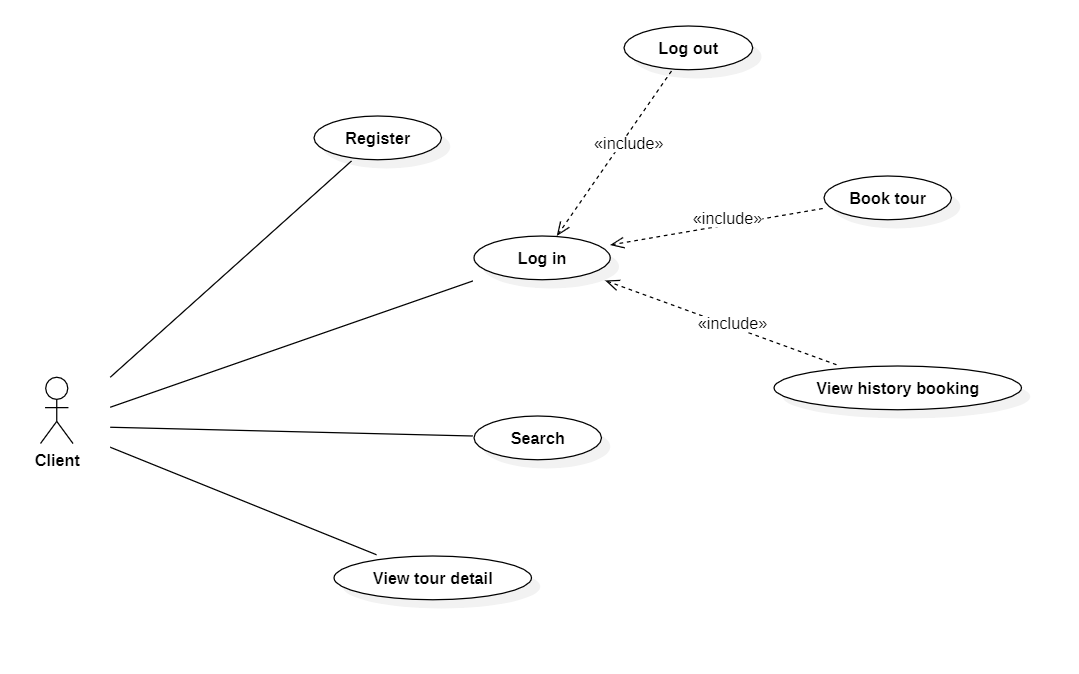 Log out
Register
«include»
Book tour
«include»
Log in
«include»
View history booking
Search
Client
View tour detail